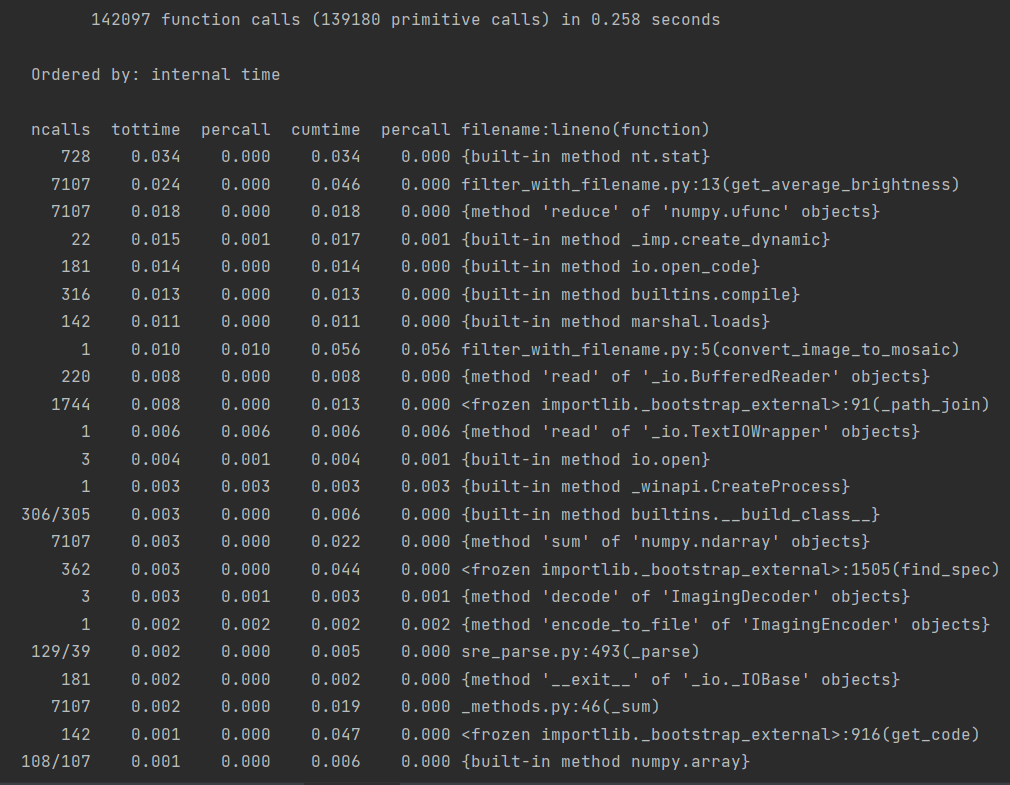 142097 function calls (139180 primitive calls) in 0.258 seconds
Ordered by: internal time
ncalls  tottime  percall  cumtime  percall filename:lineno(function)
728    0.034    0.000    0.034    0.000 {built-in method nt.stat}
7107    0.024    0.000    0.046    0.000 filter_with_filename.py:13(get_average_brightness)
7107    0.018    0.000    0.018    0.000 {method 'reduce' of 'numpy.ufunc' objects}
22    0.015    0.001    0.017    0.001 {built-in method _imp.create_dynamic}
181    0.014    0.000    0.014    0.000 {built-in method io.open_code}
316    0.013    0.000    0.013    0.000 {built-in method builtins.compile}
142    0.011    0.000    0.011    0.000 {built-in method marshal.loads}
1    0.010    0.010    0.056    0.056 filter_with_filename.py:5(convert_image_to_mosaic)
220    0.008    0.000    0.008    0.000 {method 'read' of '_io.BufferedReader' objects}
1744    0.008    0.000    0.013    0.000 <frozen importlib._bootstrap_external>:91(_path_join)
1    0.006    0.006    0.006    0.006 {method 'read' of '_io.TextIOWrapper' objects}
3    0.004    0.001    0.004    0.001 {built-in method io.open}
1    0.003    0.003    0.003    0.003 {built-in method _winapi.CreateProcess}
306/305    0.003    0.000    0.006    0.000 {built-in method builtins.__build_class__}
7107    0.003    0.000    0.022    0.000 {method 'sum' of 'numpy.ndarray' objects}
362    0.003    0.000    0.044    0.000 <frozen importlib._bootstrap_external>:1505(find_spec)
3    0.003    0.001    0.003    0.001 {method 'decode' of 'ImagingDecoder' objects}
1    0.002    0.002    0.002    0.002 {method 'encode_to_file' of 'ImagingEncoder' objects}
129/39    0.002    0.000    0.005    0.000 sre_parse.py:493(_parse)
181    0.002    0.000    0.002    0.000 {method '__exit__' of '_io._IOBase' objects}
7107    0.002    0.000    0.019    0.000 _methods.py:46(_sum)
142    0.001    0.000    0.047    0.000 <frozen importlib._bootstrap_external>:916(get_code)
108/107    0.001    0.000    0.006    0.000 {built-in method numpy.array}